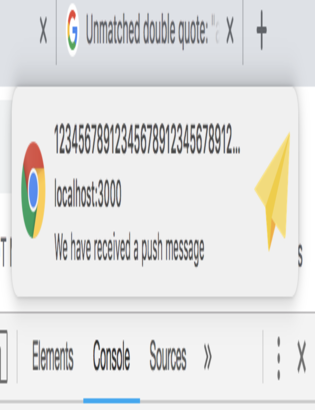 Unmatched double quote: "
12345678912345678912345678912...
localhost:3000
We have received a push message
Elements Console Sources »